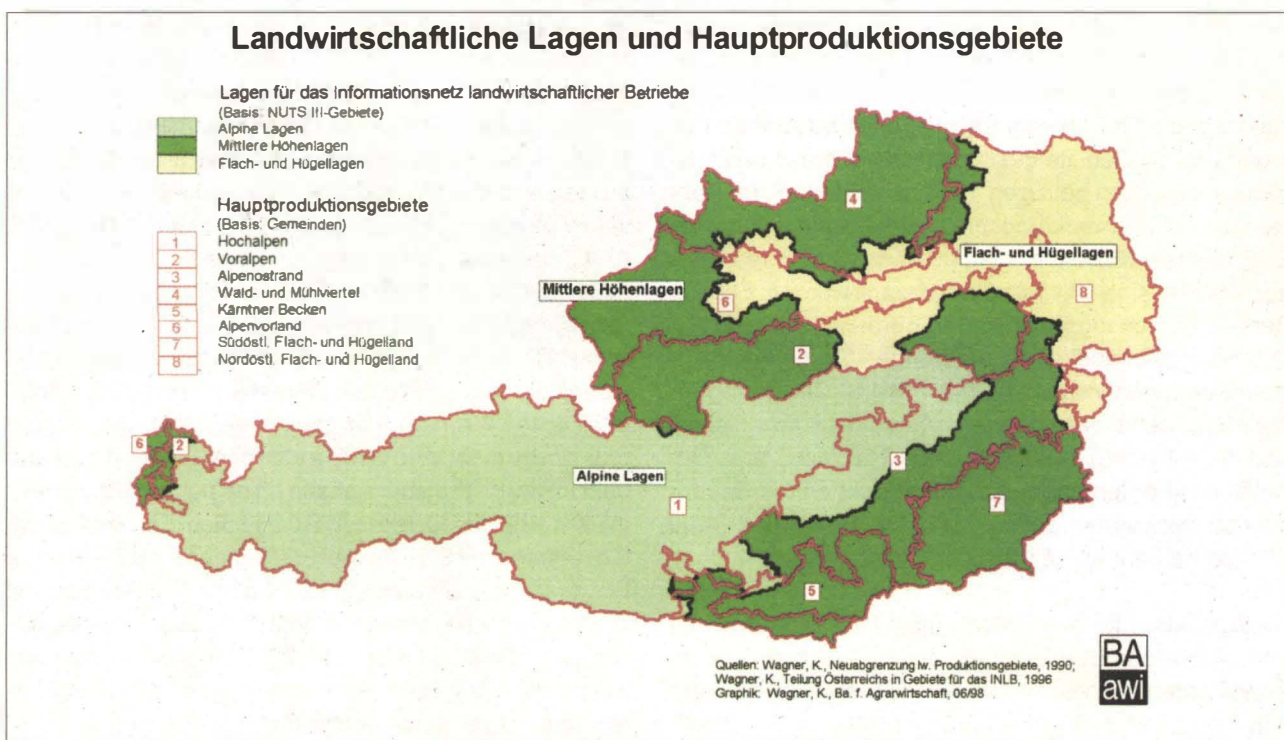 Landwirtschaftliche Lagen und Hauptproduktionsgebiete
Lagen für das Informationsnetz landwirtschaftlicher Betriebe
(Basis: NUTS III-Gebiete)
Alpine Lagen
Mittlere Höhenlagen
Flach- und Hügellagen
Hauptproduktionsgebiete
(Basis: Gemeinden)
1 Hochalpen
2 Voralpen
3 Alpenostrand
4 Wald- und Mühlviertel
5 Kärntner Becken
6 Alpenvorland
7 Südöstl. Flach- und Hügelland
8 Nordöstl. Flach- und Hügelland
4
Flach- und Hügellagen
Mittlere Höhenlagen
6
8
2
6
2
Alpine Lagen
3
1
7
5
Quellen: Wagner, K., Neuabgrenzung lw. Produktionsgebiete, 1990;
Wagner, K., Teilung Österreichs in Gebiete für das INLB, 1996
Graphik: Wagner, K., Ba. f. Agrarwirtschaft, 06/98
BA
awi